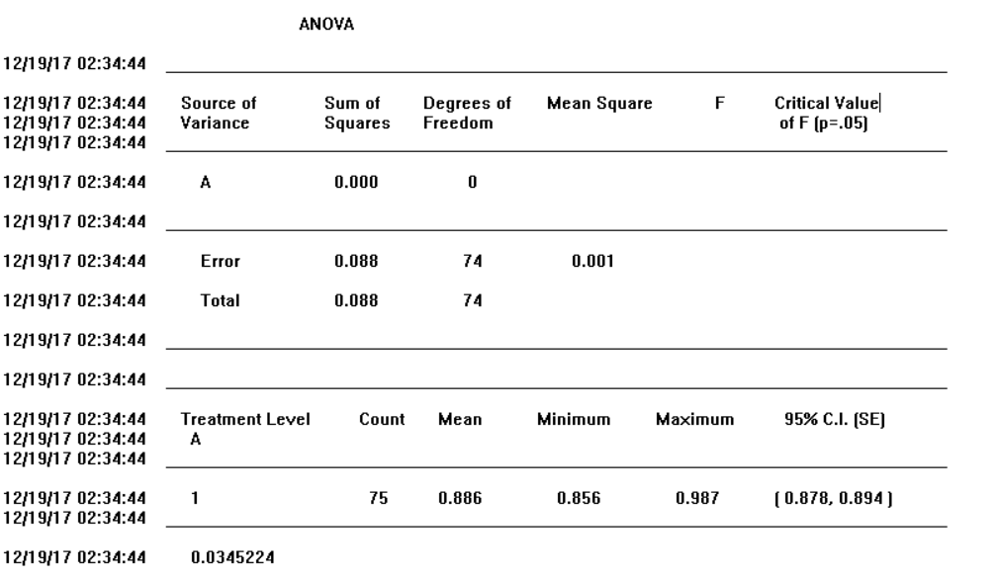 ANOVA
12/19/17 02:34:44
12/19/17 02:34:44 Source of Sum of Degrees of Mean Square F Critical Value
12/19/17 02:34:44 Variance Squares Freedom of F (p=.05)
12/19/17 02:34:44
12/19/17 02:34:44 A 0.000 0
12/19/17 02:34:44
12/19/17 02:34:44 Error 0.088 74 0.001
12/19/17 02:34:44 Total 0.088 74
12/19/17 02:34:44
12/19/17 02:34:44
12/19/17 02:34:44 Treatment Level Count Mean Minimum Maximum 95% C.I. (SE)
12/19/17 02:34:44 A
12/19/17 02:34:44
12/19/17 02:34:44 1 75 0.886 0.856 0.987 ( 0.878, 0.894 )
12/19/17 02:34:44
12/19/17 02:34:44 0.0345224